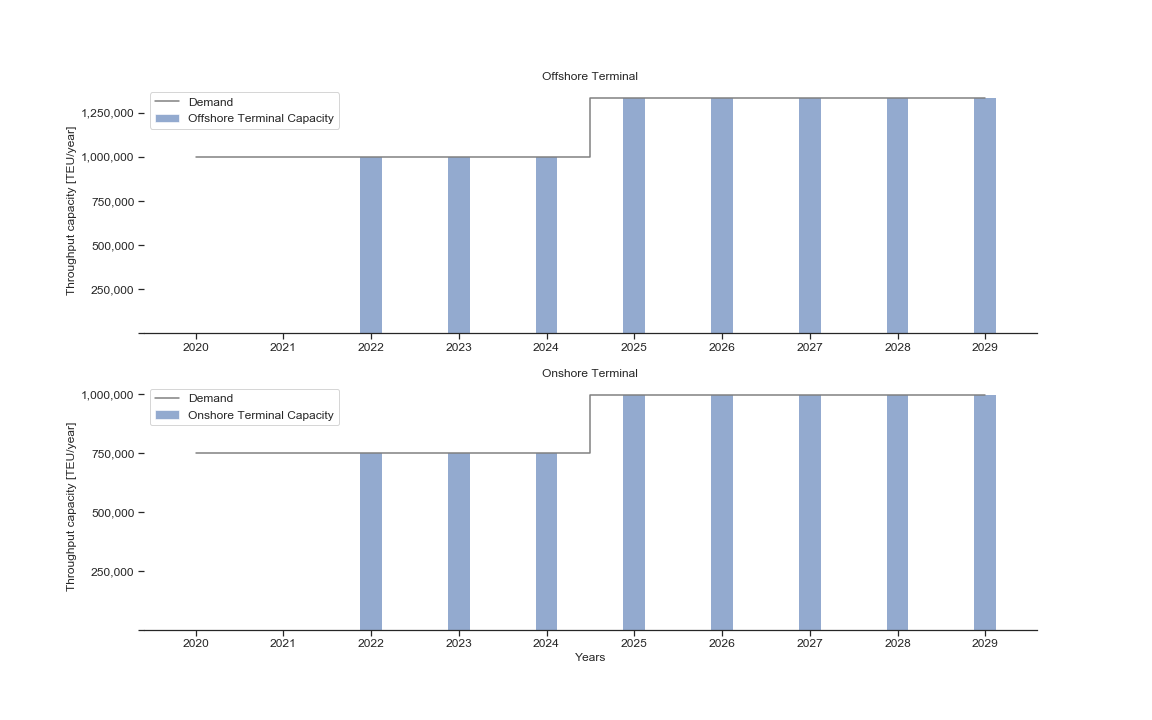 Offshore Terminal
Demand
Offshore Terminal Capacity
Throughput capacity [TEU/year]
1,250,000
1,000,000
750,000
500,000
250,000
2020 2021 2022 2023 2024 2025 2026 2027 2028 2029
Onshore Terminal
Demand
Onshore Terminal Capacity
Throughput capacity [TEU/year]
1,000,000
750,000
500,000
250,000
2020 2021 2022 2023 2024 2025 2026 2027 2028 2029
Years